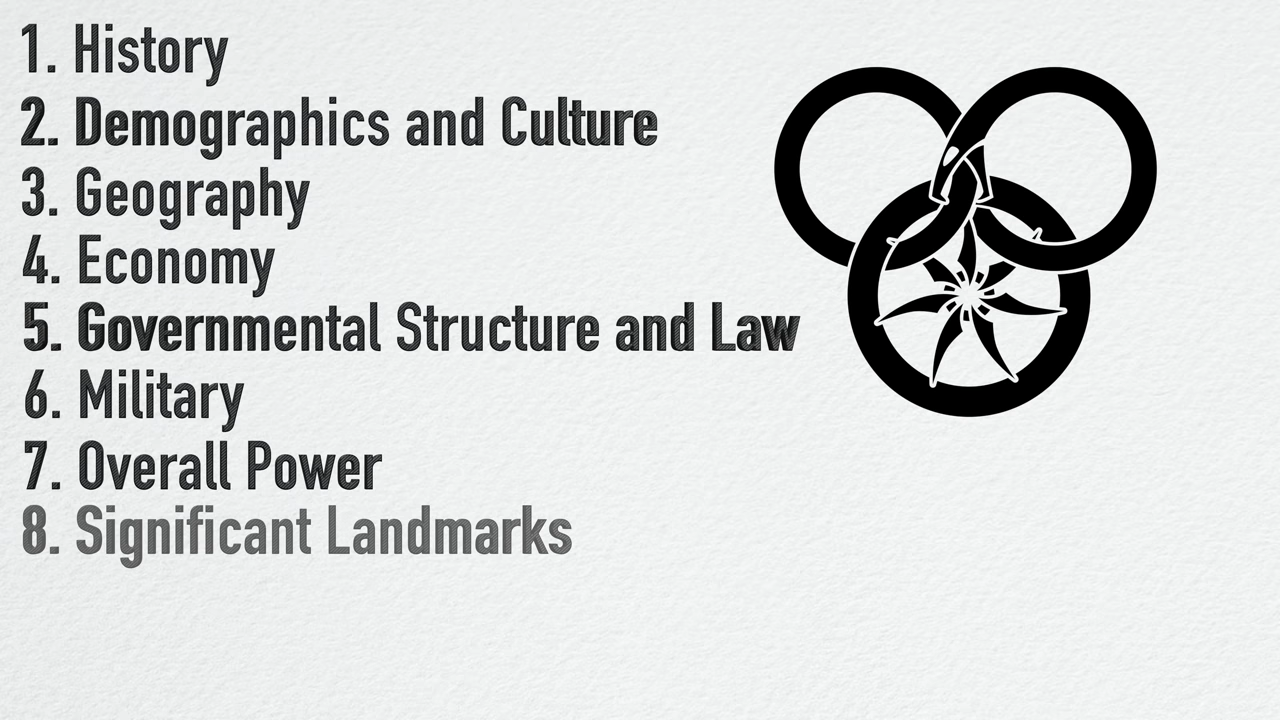 1. History
2. Demographics and Culture
3. Geography
4. Economy
5. Governmental Structure and Law
6. Military
7. Overall Power
8. Significant Landmarks